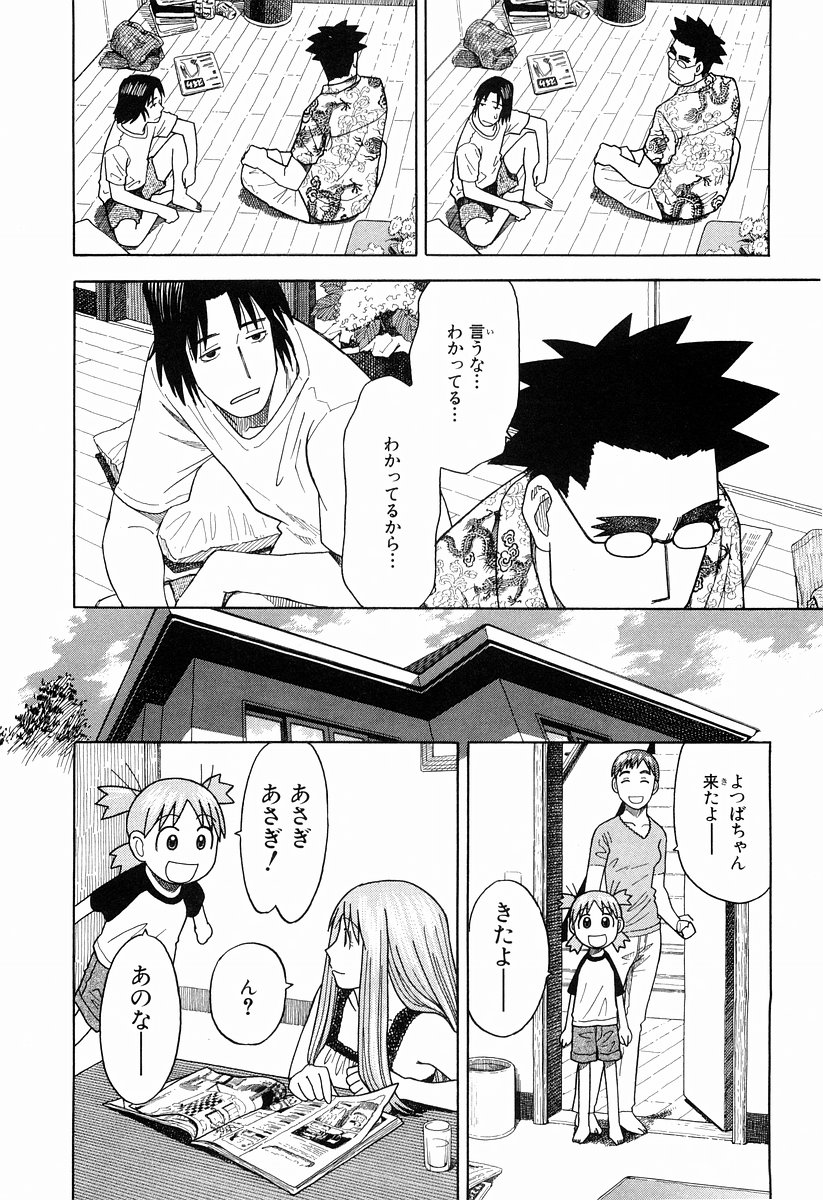 言うな…
わかってる…
わかってるから…
よつばちゃん
来たよー
きたよー
あさぎ
あさぎ！
ん？
あのなー